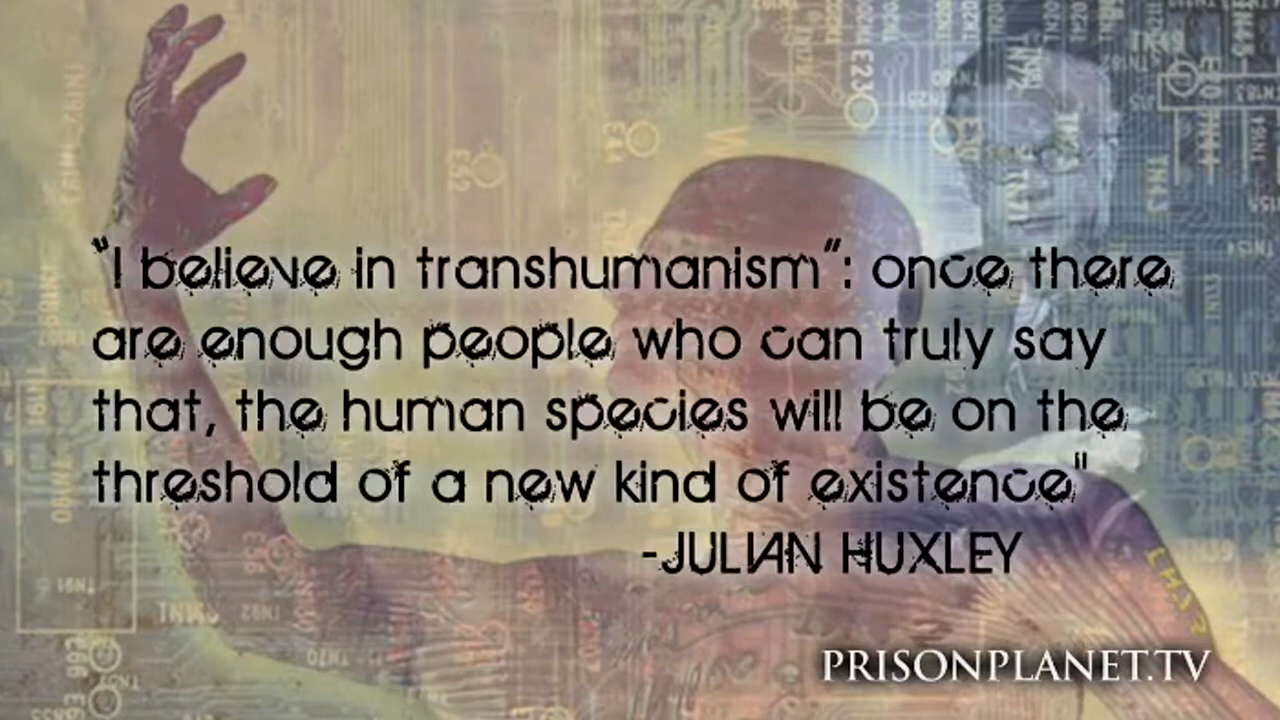 “I believe in transhumanism”: once there
are enough people who can truly say
that, the human species will be on the
threshold of a new kind of existence"
-JULIAN HUXLEY
PRISONPLANET.TV